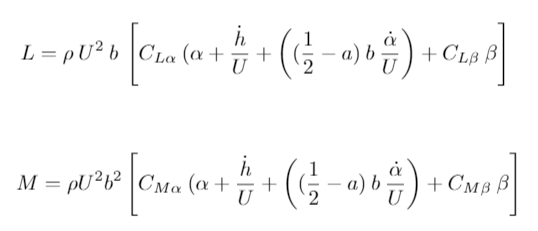 L = ρ U² b [C_{Lα} (α + ḣ/U + ((1/2 − a) b α̇/U) + C_{Lβ} β]
M = ρU²b² [C_{Mα} (α + ḣ/U + ((1/2 − a) b α̇/U) + C_{Mβ} β]